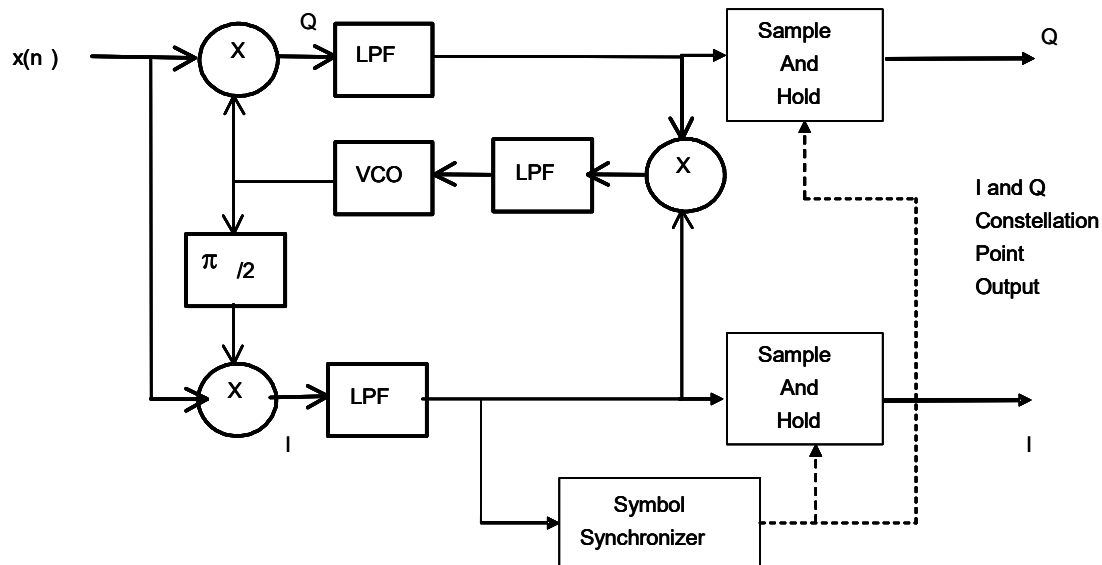 x(n )
X
Q
LPF
Sample
And
Hold
Q
VCO
LPF
X
π /2
I and Q
Constellation
Point
Output
X
I
LPF
Sample
And
Hold
I
Symbol
Synchronizer